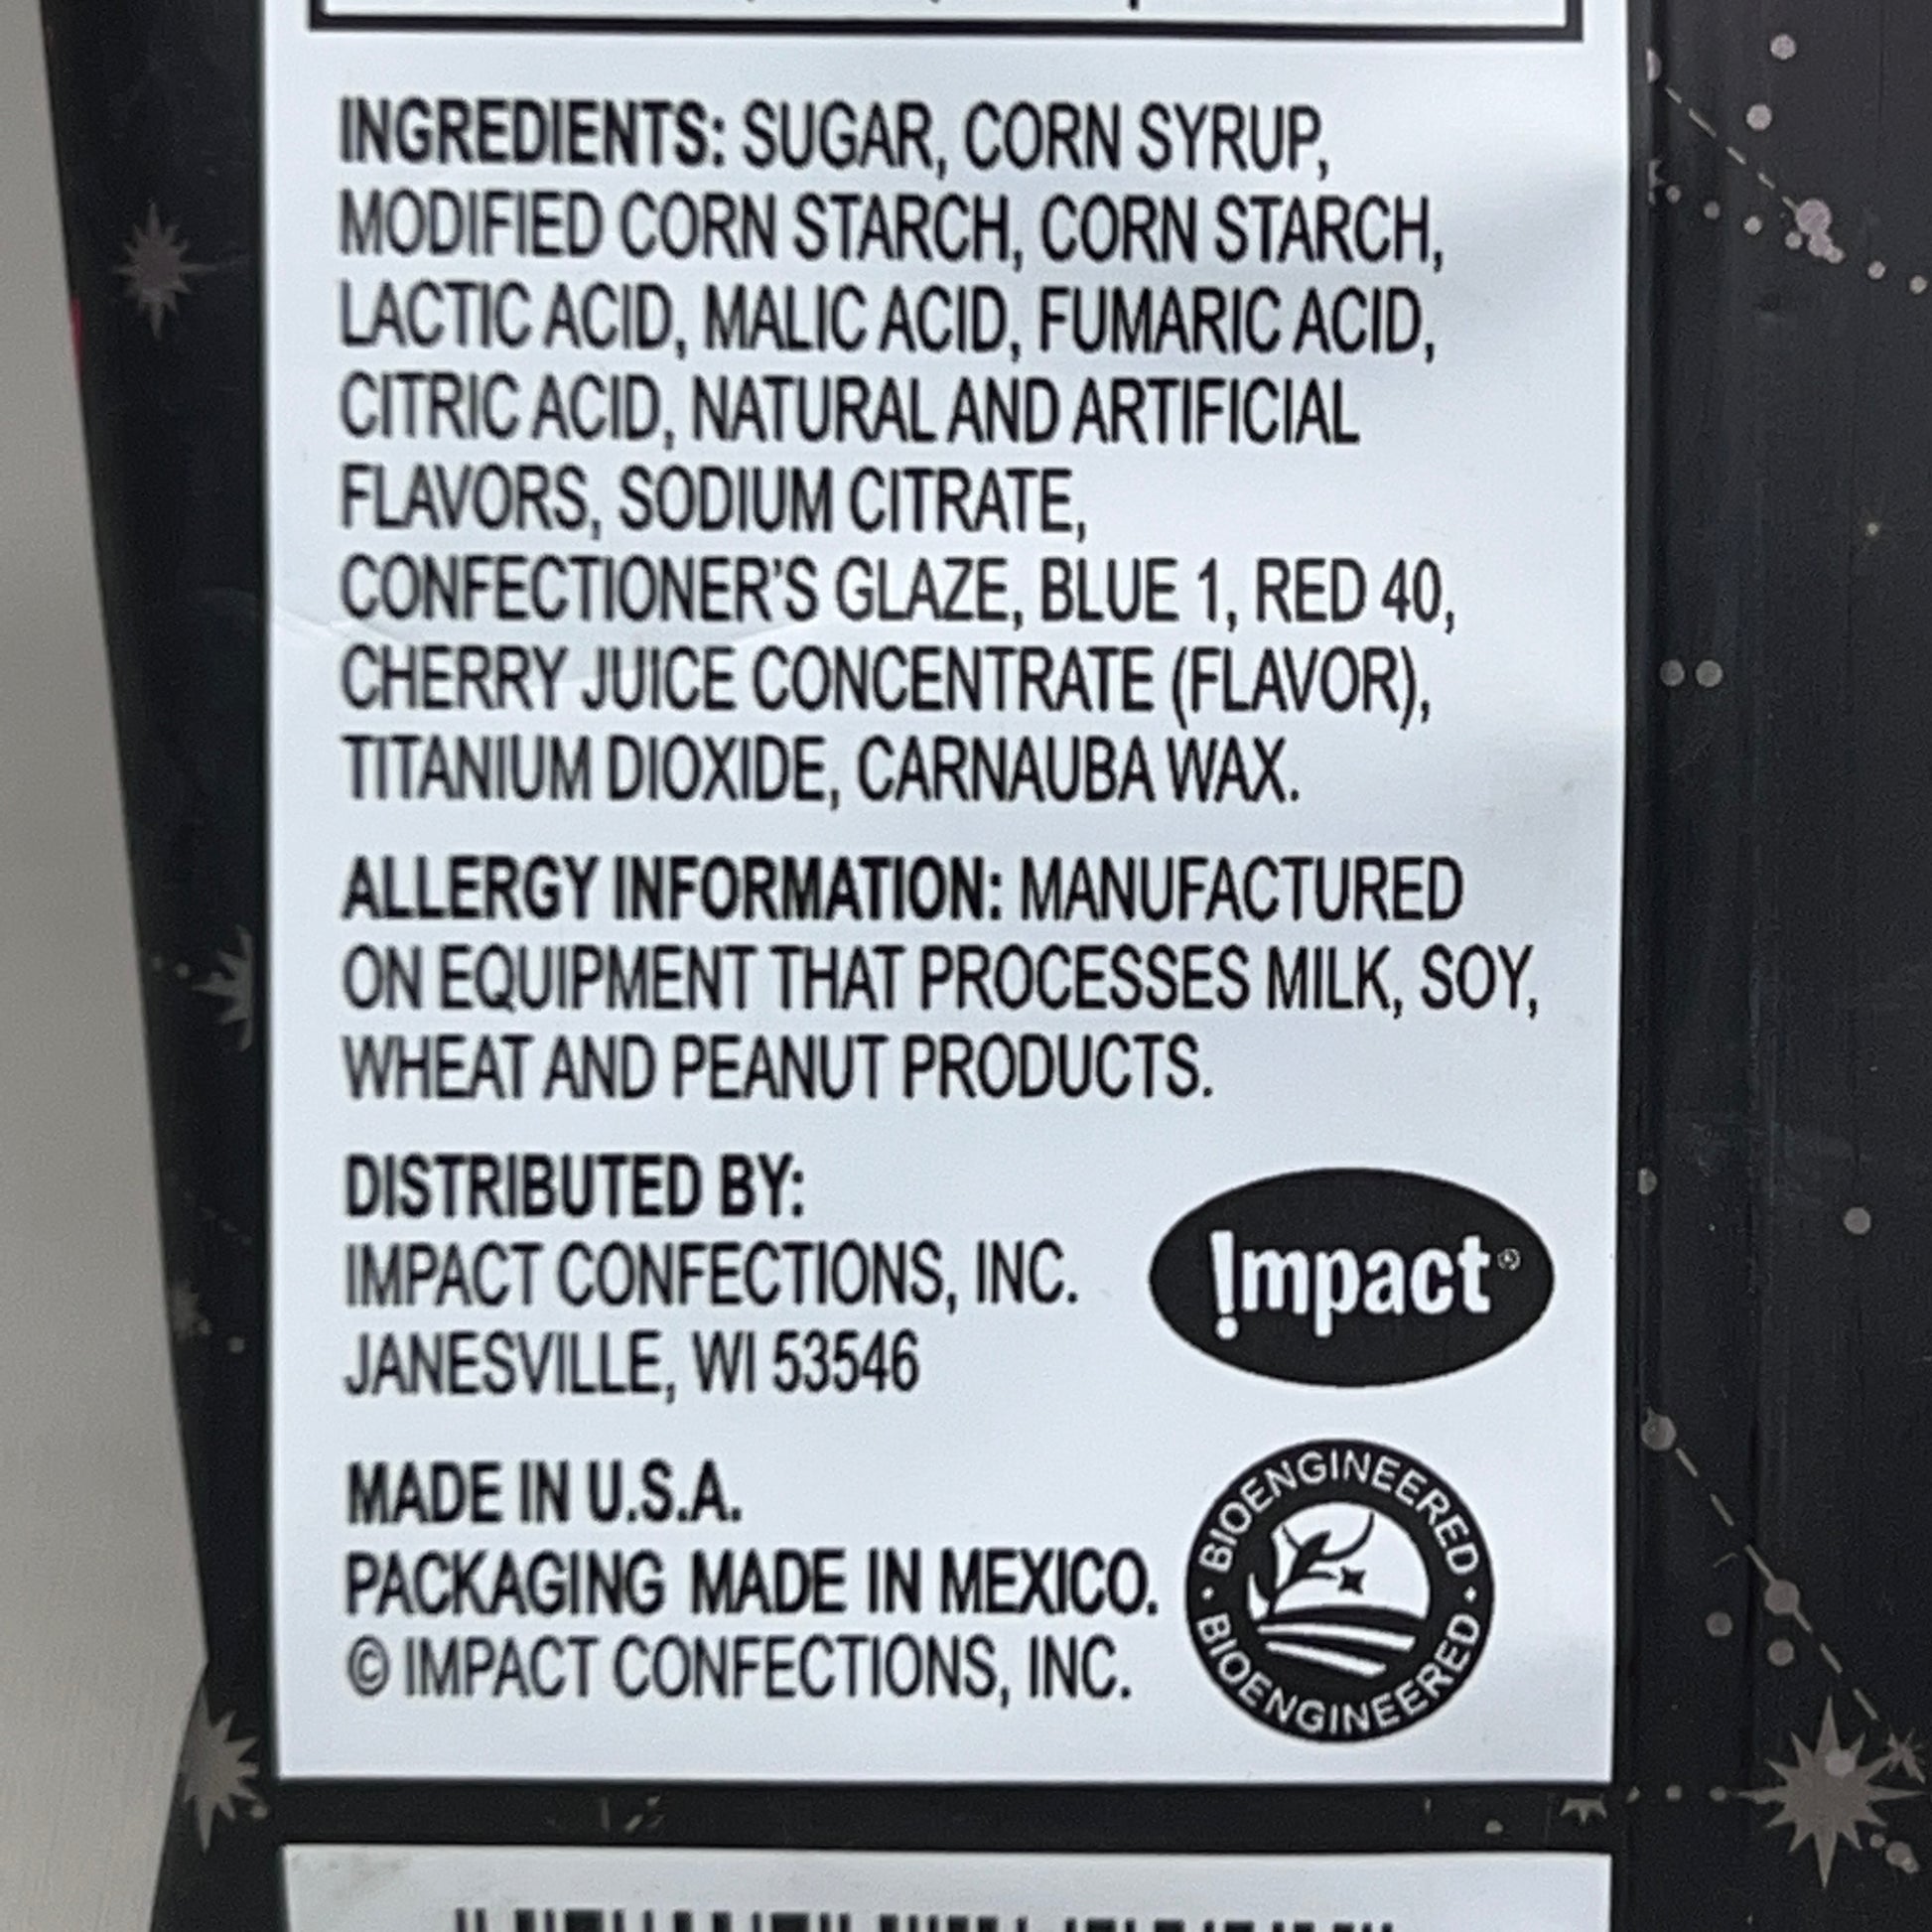 INGREDIENTS: SUGAR, CORN SYRUP,
MODIFIED CORN STARCH, CORN STARCH,
LACTIC ACID, MALIC ACID, FUMARIC ACID,
CITRIC ACID, NATURAL AND ARTIFICIAL
FLAVORS, SODIUM CITRATE,
CONFECTIONER'S GLAZE, BLUE 1, RED 40,
CHERRY JUICE CONCENTRATE (FLAVOR),
TITANIUM DIOXIDE, CARNAUBA WAX.
ALLERGY INFORMATION: MANUFACTURED
ON EQUIPMENT THAT PROCESSES MILK, SOY,
WHEAT AND PEANUT PRODUCTS.
DISTRIBUTED BY:
IMPACT CONFECTIONS, INC.
JANESVILLE, WI 53546
!mpact®
MADE IN U.S.A.
PACKAGING MADE IN MEXICO.
© IMPACT CONFECTIONS, INC.
BIOENGINEERED • BIOENGINEERED •